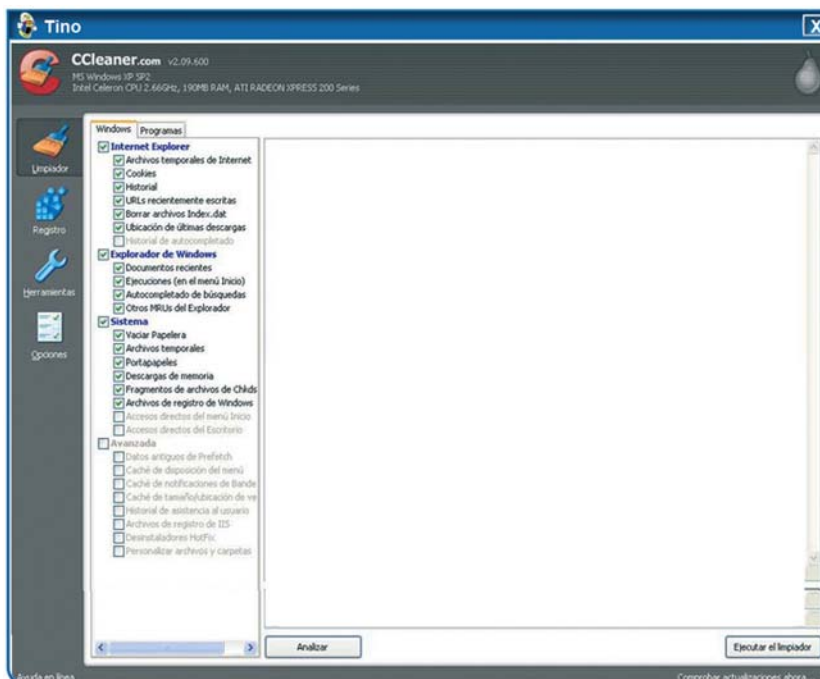 Tino
X
CCleaner.com v2.09.600
MS Windows XP SP2
Intel Celeron CPU 2.66GHz, 190MB RAM, ATI RADEON XPRESS 200 Series
Limpiador
Registro
Herramientas
Opciones
Windows Programas
Internet Explorer
Archivos temporales de Internet
Cookies
Historial
URLs recientemente escritas
Borrar archivos Index.dat
Ubicación de últimas descargas
Historial de autocompletado
Explorador de Windows
Documentos recientes
Ejecuciones (en el menú Inicio)
Autocompletado de búsquedas
Otros MRUs del Explorador
Sistema
Vaciar Papelera
Archivos temporales
Portapapeles
Descargas de memoria
Fragmentos de archivos de Chkds
Archivos de registro de Windows
Accesos directos del menú Inicio
Accesos directos del Escritorio
Avanzada
Datos antiguos de Prefetch
Caché de disposición del menú
Caché de notificaciones de Bande
Caché de tamaño/ubicación de ve
Historial de asistencia al usuario
Archivos de registro de IIS
Desinstaladores HotFix
Personalizar archivos y carpetas
Analizar
Ejecutar el limpiador
Ayuda en línea
Comprobar actualizaciones ahora